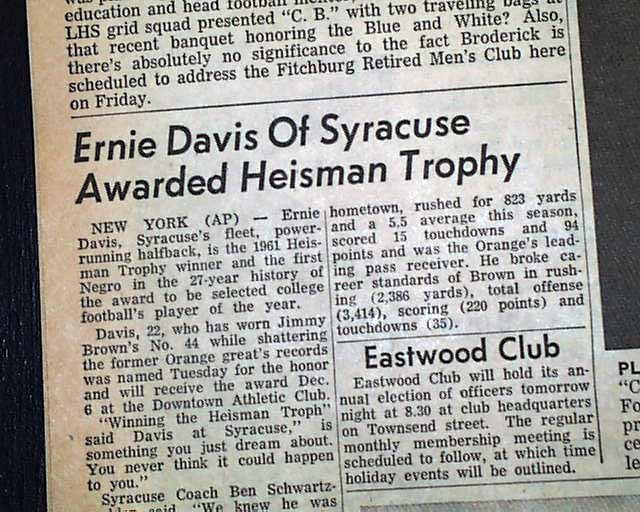 education and head football
LHS grid squad presented "C. B." with two traveling bags at
that recent banquet honoring the Blue and White? Also,
there's absolutely no significance to the fact Broderick is
scheduled to address the Fitchburg Retired Men's Club here
on Friday.
Ernie Davis Of Syracuse
Awarded Heisman Trophy
NEW YORK (AP) — Ernie
Davis, Syracuse's fleet, power-
running halfback, is the 1961 Heis-
man Trophy winner and the first
Negro in the 27-year history of
the award to be selected college
football's player of the year.
Davis, 22, who has worn Jimmy
Brown's No. 44 while shattering
the former Orange great's records
was named Tuesday for the honor
and will receive the award Dec.
6 at the Downtown Athletic Club.
"Winning the Heisman Troph"
said Davis at Syracuse," is
something you just dream about.
You never think it could happen
to you."
Syracuse Coach Ben Schwartz-
said "We knew he was
hometown, rushed for 823 yards
and a 5.5 average this season,
scored 15 touchdowns and 94
points and was the Orange's lead-
ing pass receiver. He broke ca-
reer standards of Brown in rush-
ing (2,386 yards), total offense
(3,414), scoring (220 points) and
touchdowns (35).
Eastwood Club
Eastwood Club will hold its an-
nual election of officers tomorrow
night at 8.30 at club headquarters
on Townsend street. The regular
monthly membership meeting is
scheduled to follow, at which time
holiday events will be outlined.
PL
"C
Fo
pr
ce
le